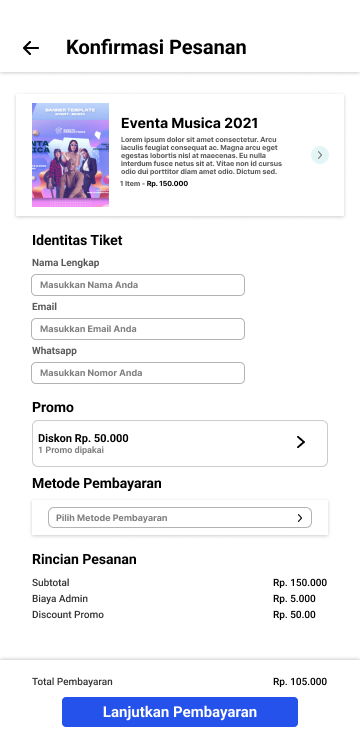 Konfirmasi Pesanan
BANNER TEMPLATE
Eventa Musica 2021
Lorem ipsum dolor sit amet consectetur. Arcu
iaculis feugiat consequat ac. Magna arcu eget
egestas lobortis nisl at maecenas. Eu nulla
interdum fusce netus sit at. Vitae non id cursus
odio dui porttitor diam amet odio. Dictum sed.
1 Item - Rp. 150.000
Identitas Tiket
Nama Lengkap
Masukkan Nama Anda
Email
Masukkan Email Anda
Whatsapp
Masukkan Nomor Anda
Promo
Diskon Rp. 50.000
1 Promo dipakai
Metode Pembayaran
Pilih Metode Pembayaran
Rincian Pesanan
Subtotal Rp. 150.000
Biaya Admin Rp. 5.000
Discount Promo Rp. 50.00
Total Pembayaran Rp. 105.000
Lanjutkan Pembayaran